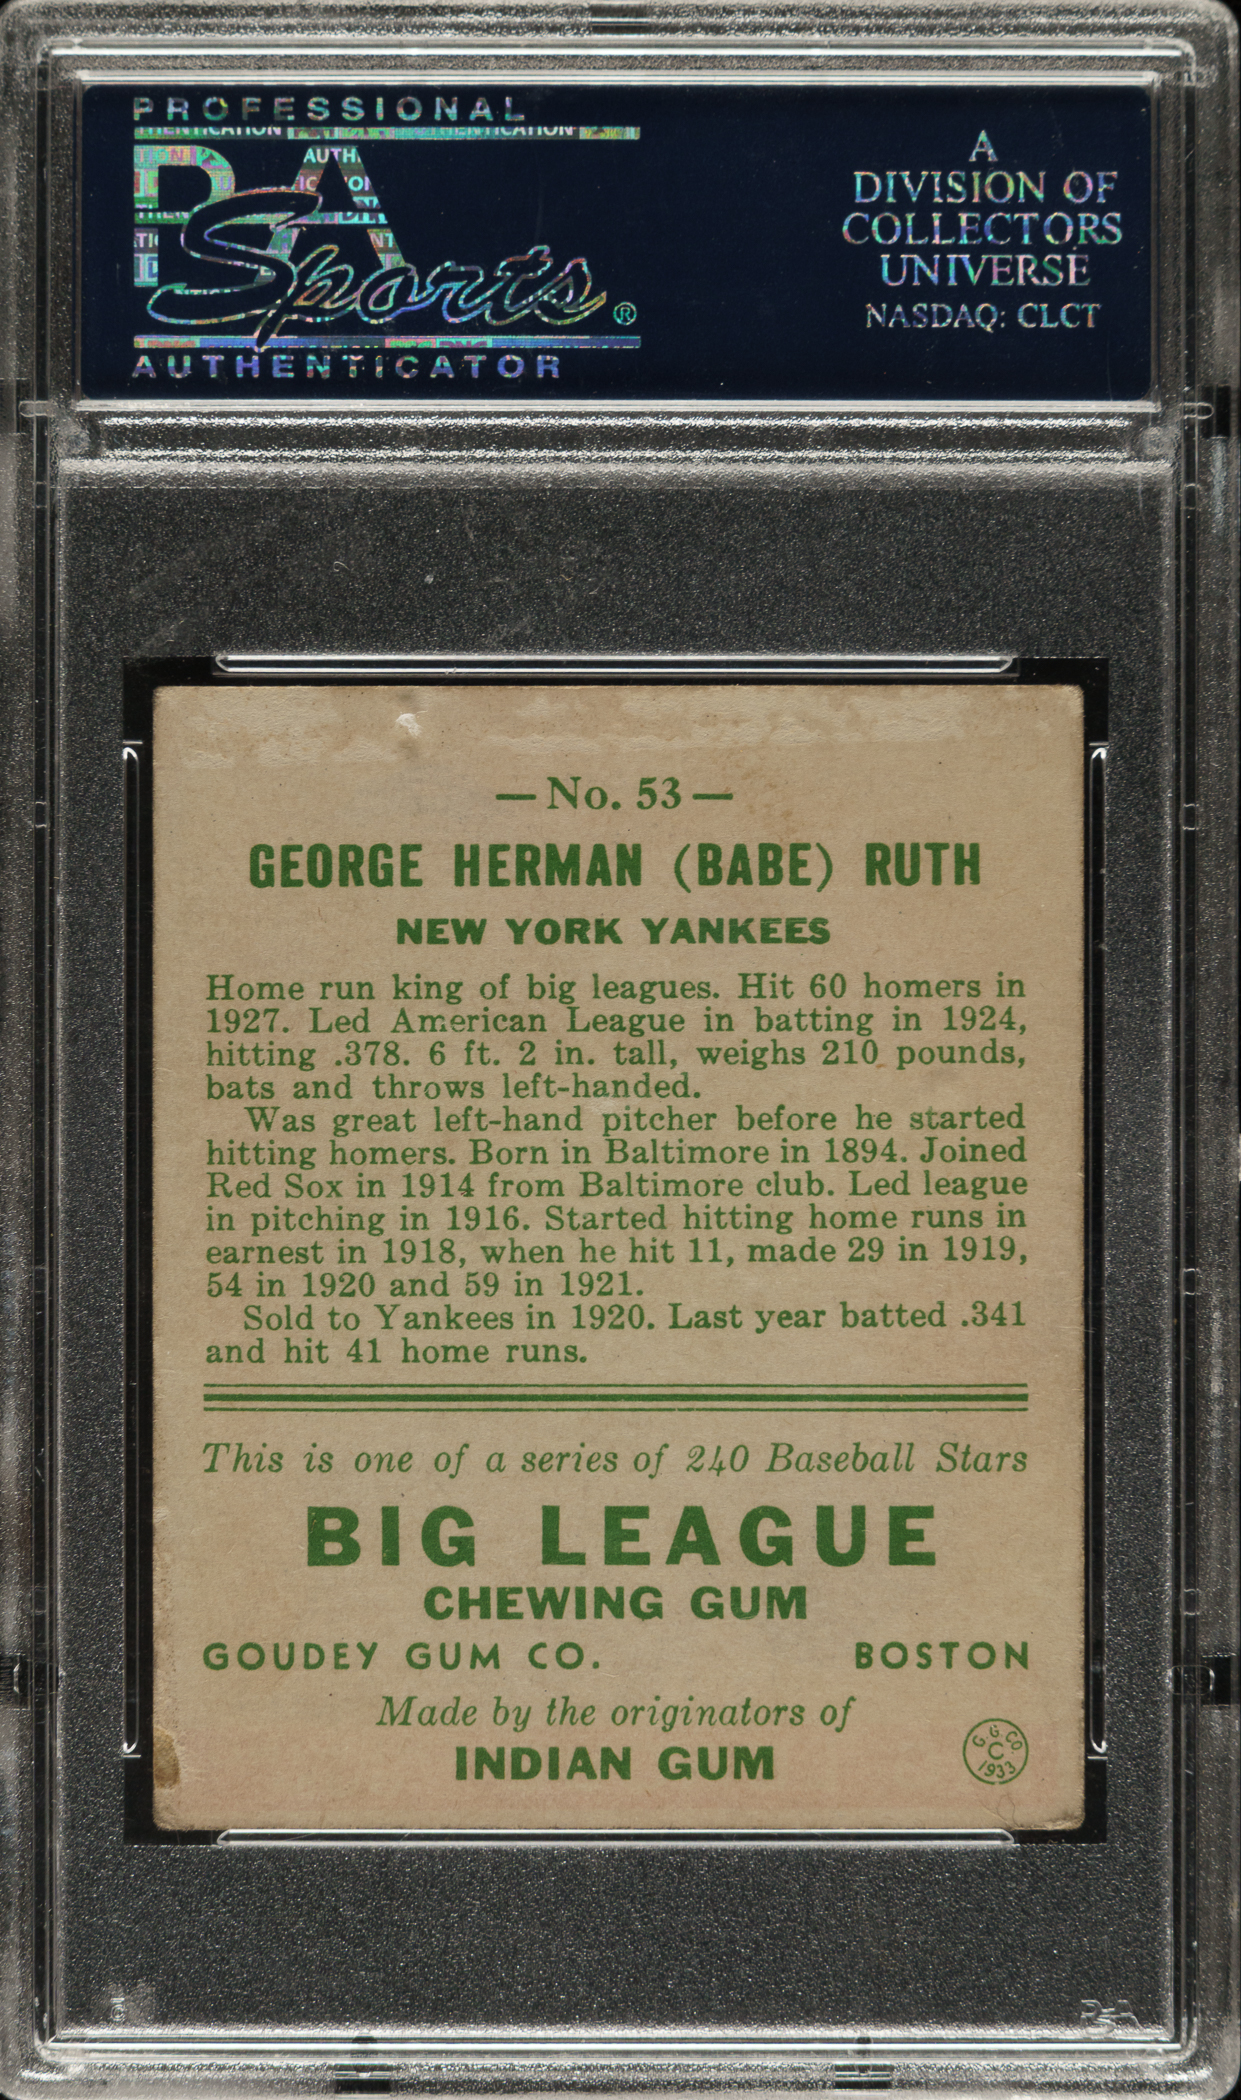 PROFESSIONAL
PSA
Sports®
AUTHENTICATOR
A
DIVISION OF
COLLECTORS
UNIVERSE
NASDAQ: CLCT
— No. 53 —
GEORGE HERMAN (BABE) RUTH
NEW YORK YANKEES
Home run king of big leagues. Hit 60 homers in
1927. Led American League in batting in 1924,
hitting .378. 6 ft. 2 in. tall, weighs 210 pounds,
bats and throws left-handed.
Was great left-hand pitcher before he started
hitting homers. Born in Baltimore in 1894. Joined
Red Sox in 1914 from Baltimore club. Led league
in pitching in 1916. Started hitting home runs in
earnest in 1918, when he hit 11, made 29 in 1919,
54 in 1920 and 59 in 1921.
Sold to Yankees in 1920. Last year batted .341
and hit 41 home runs.
This is one of a series of 240 Baseball Stars
BIG LEAGUE
CHEWING GUM
GOUDEY GUM CO. BOSTON
Made by the originators of
INDIAN GUM
G. G. CO.
C
1933
© PSA